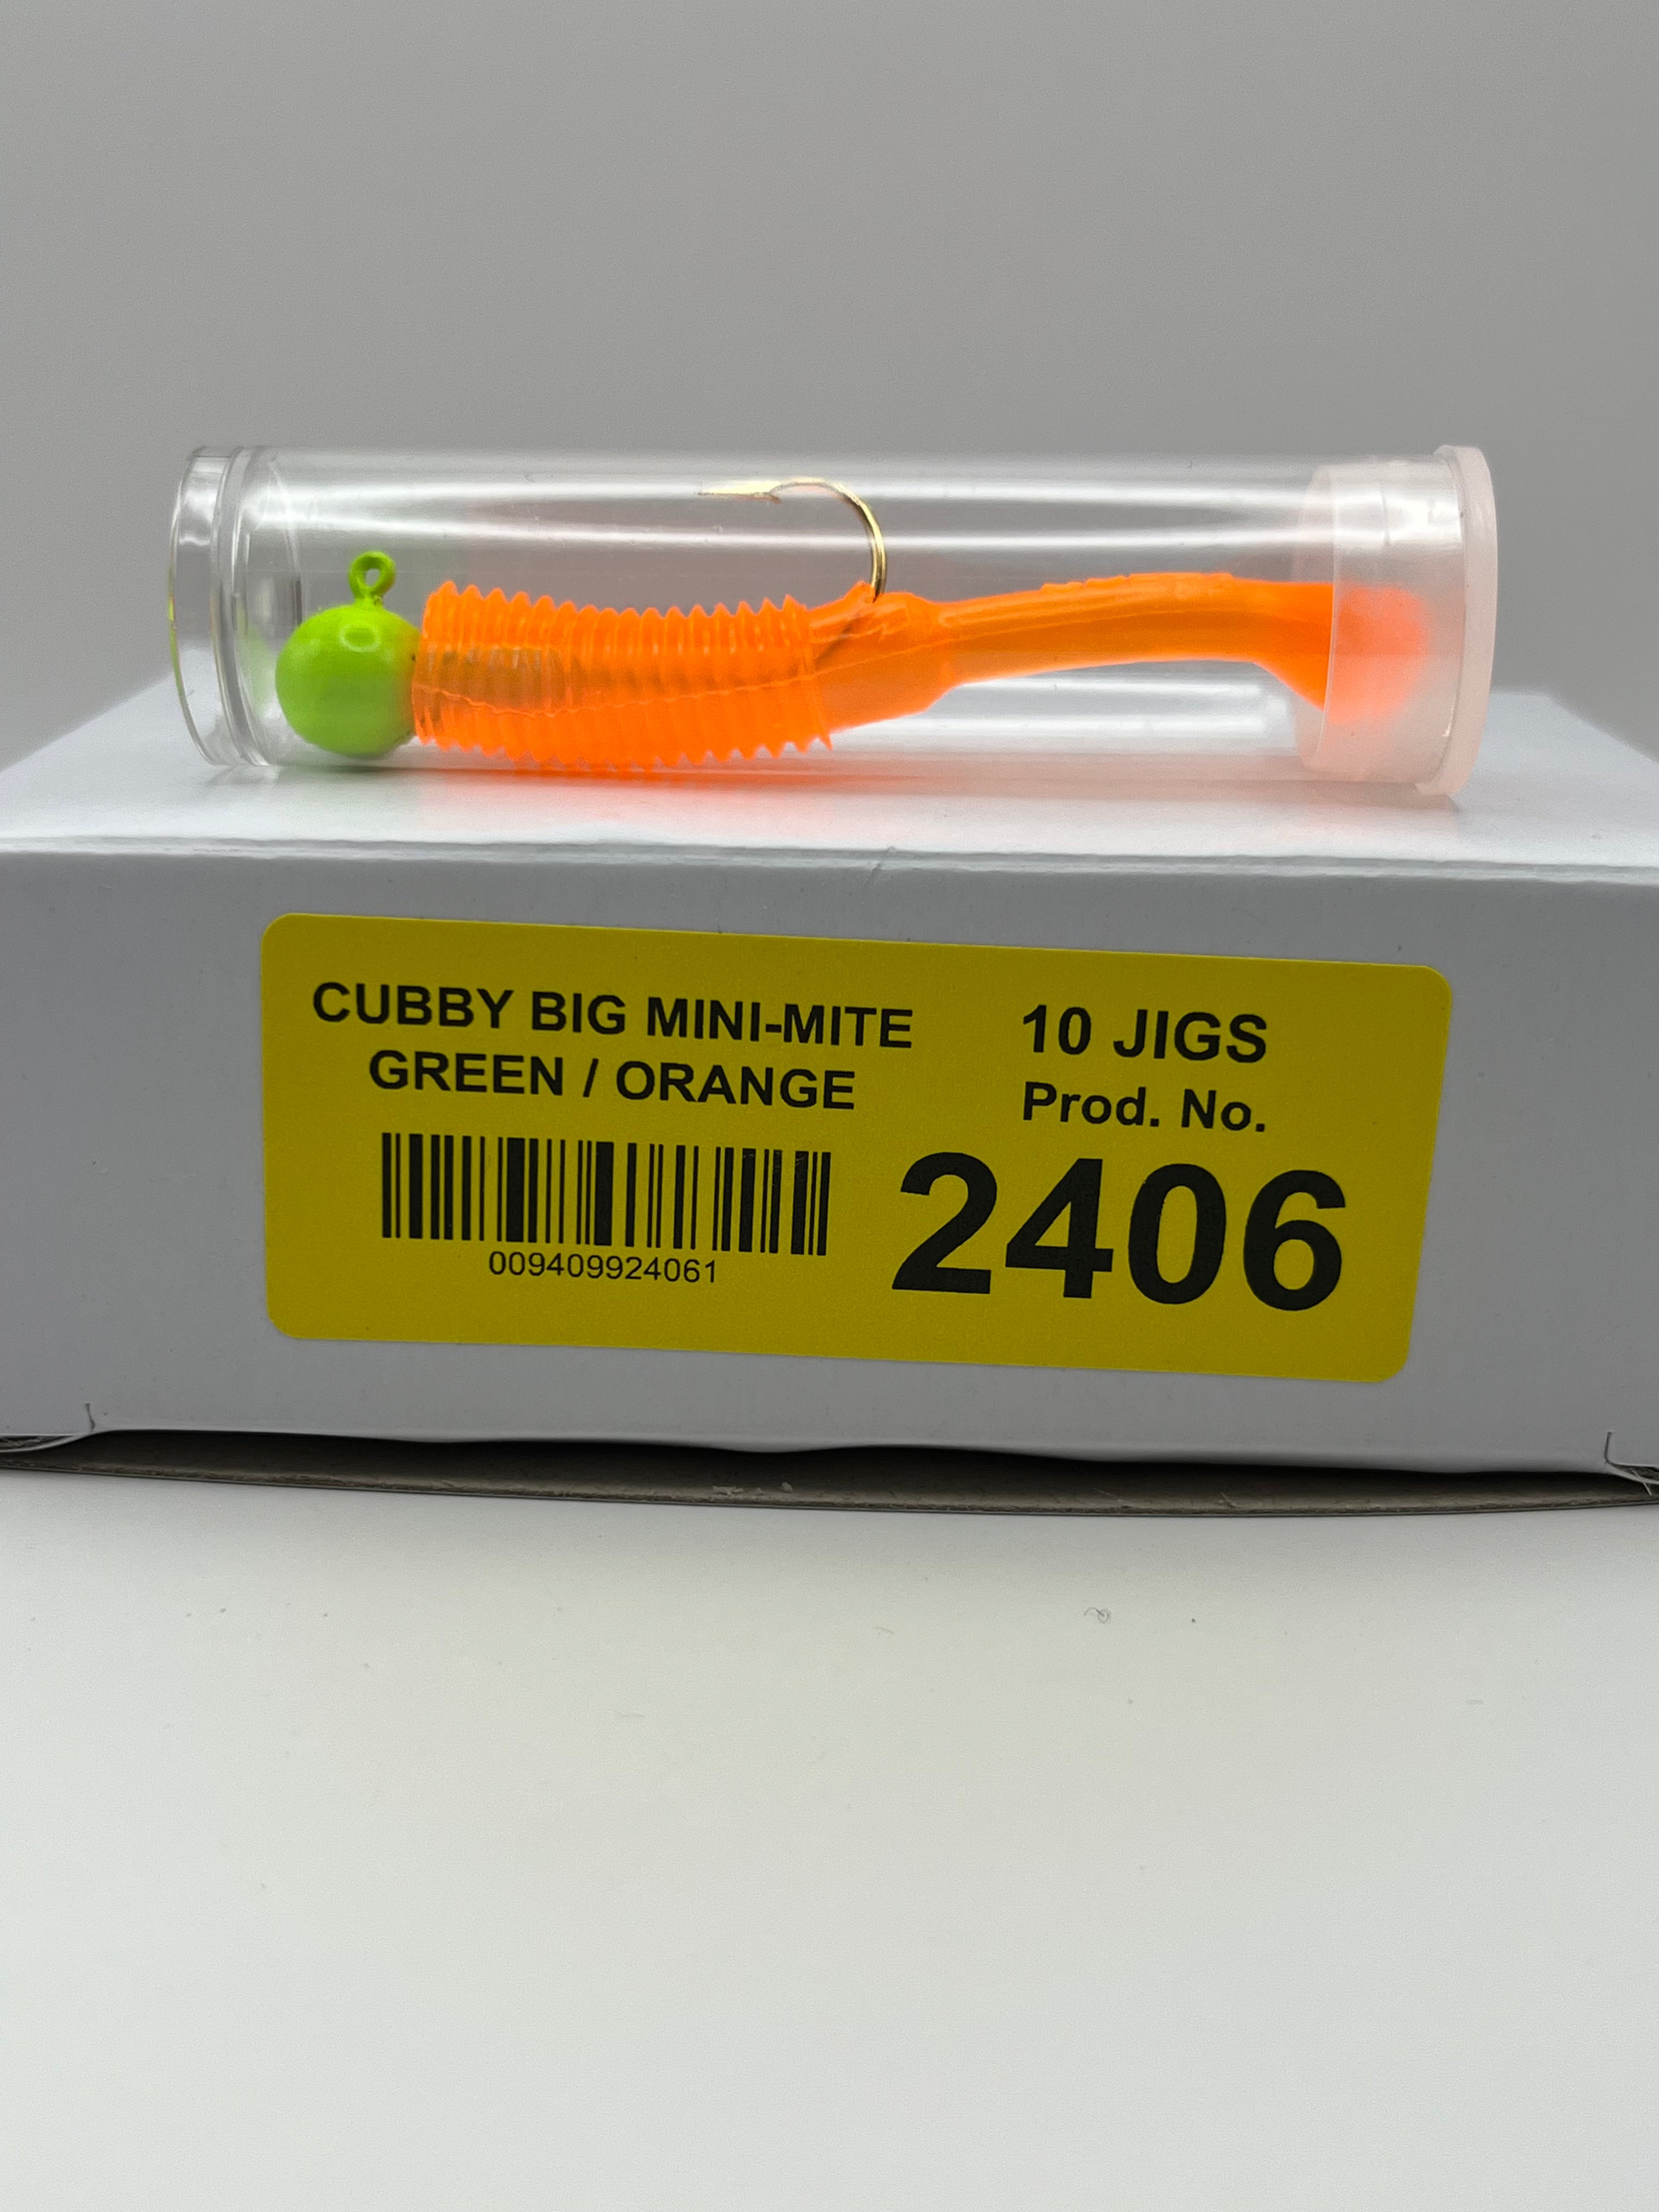 CUBBY BIG MINI-MITE
GREEN / ORANGE
009409924061
10 JIGS
Prod. No.
2406